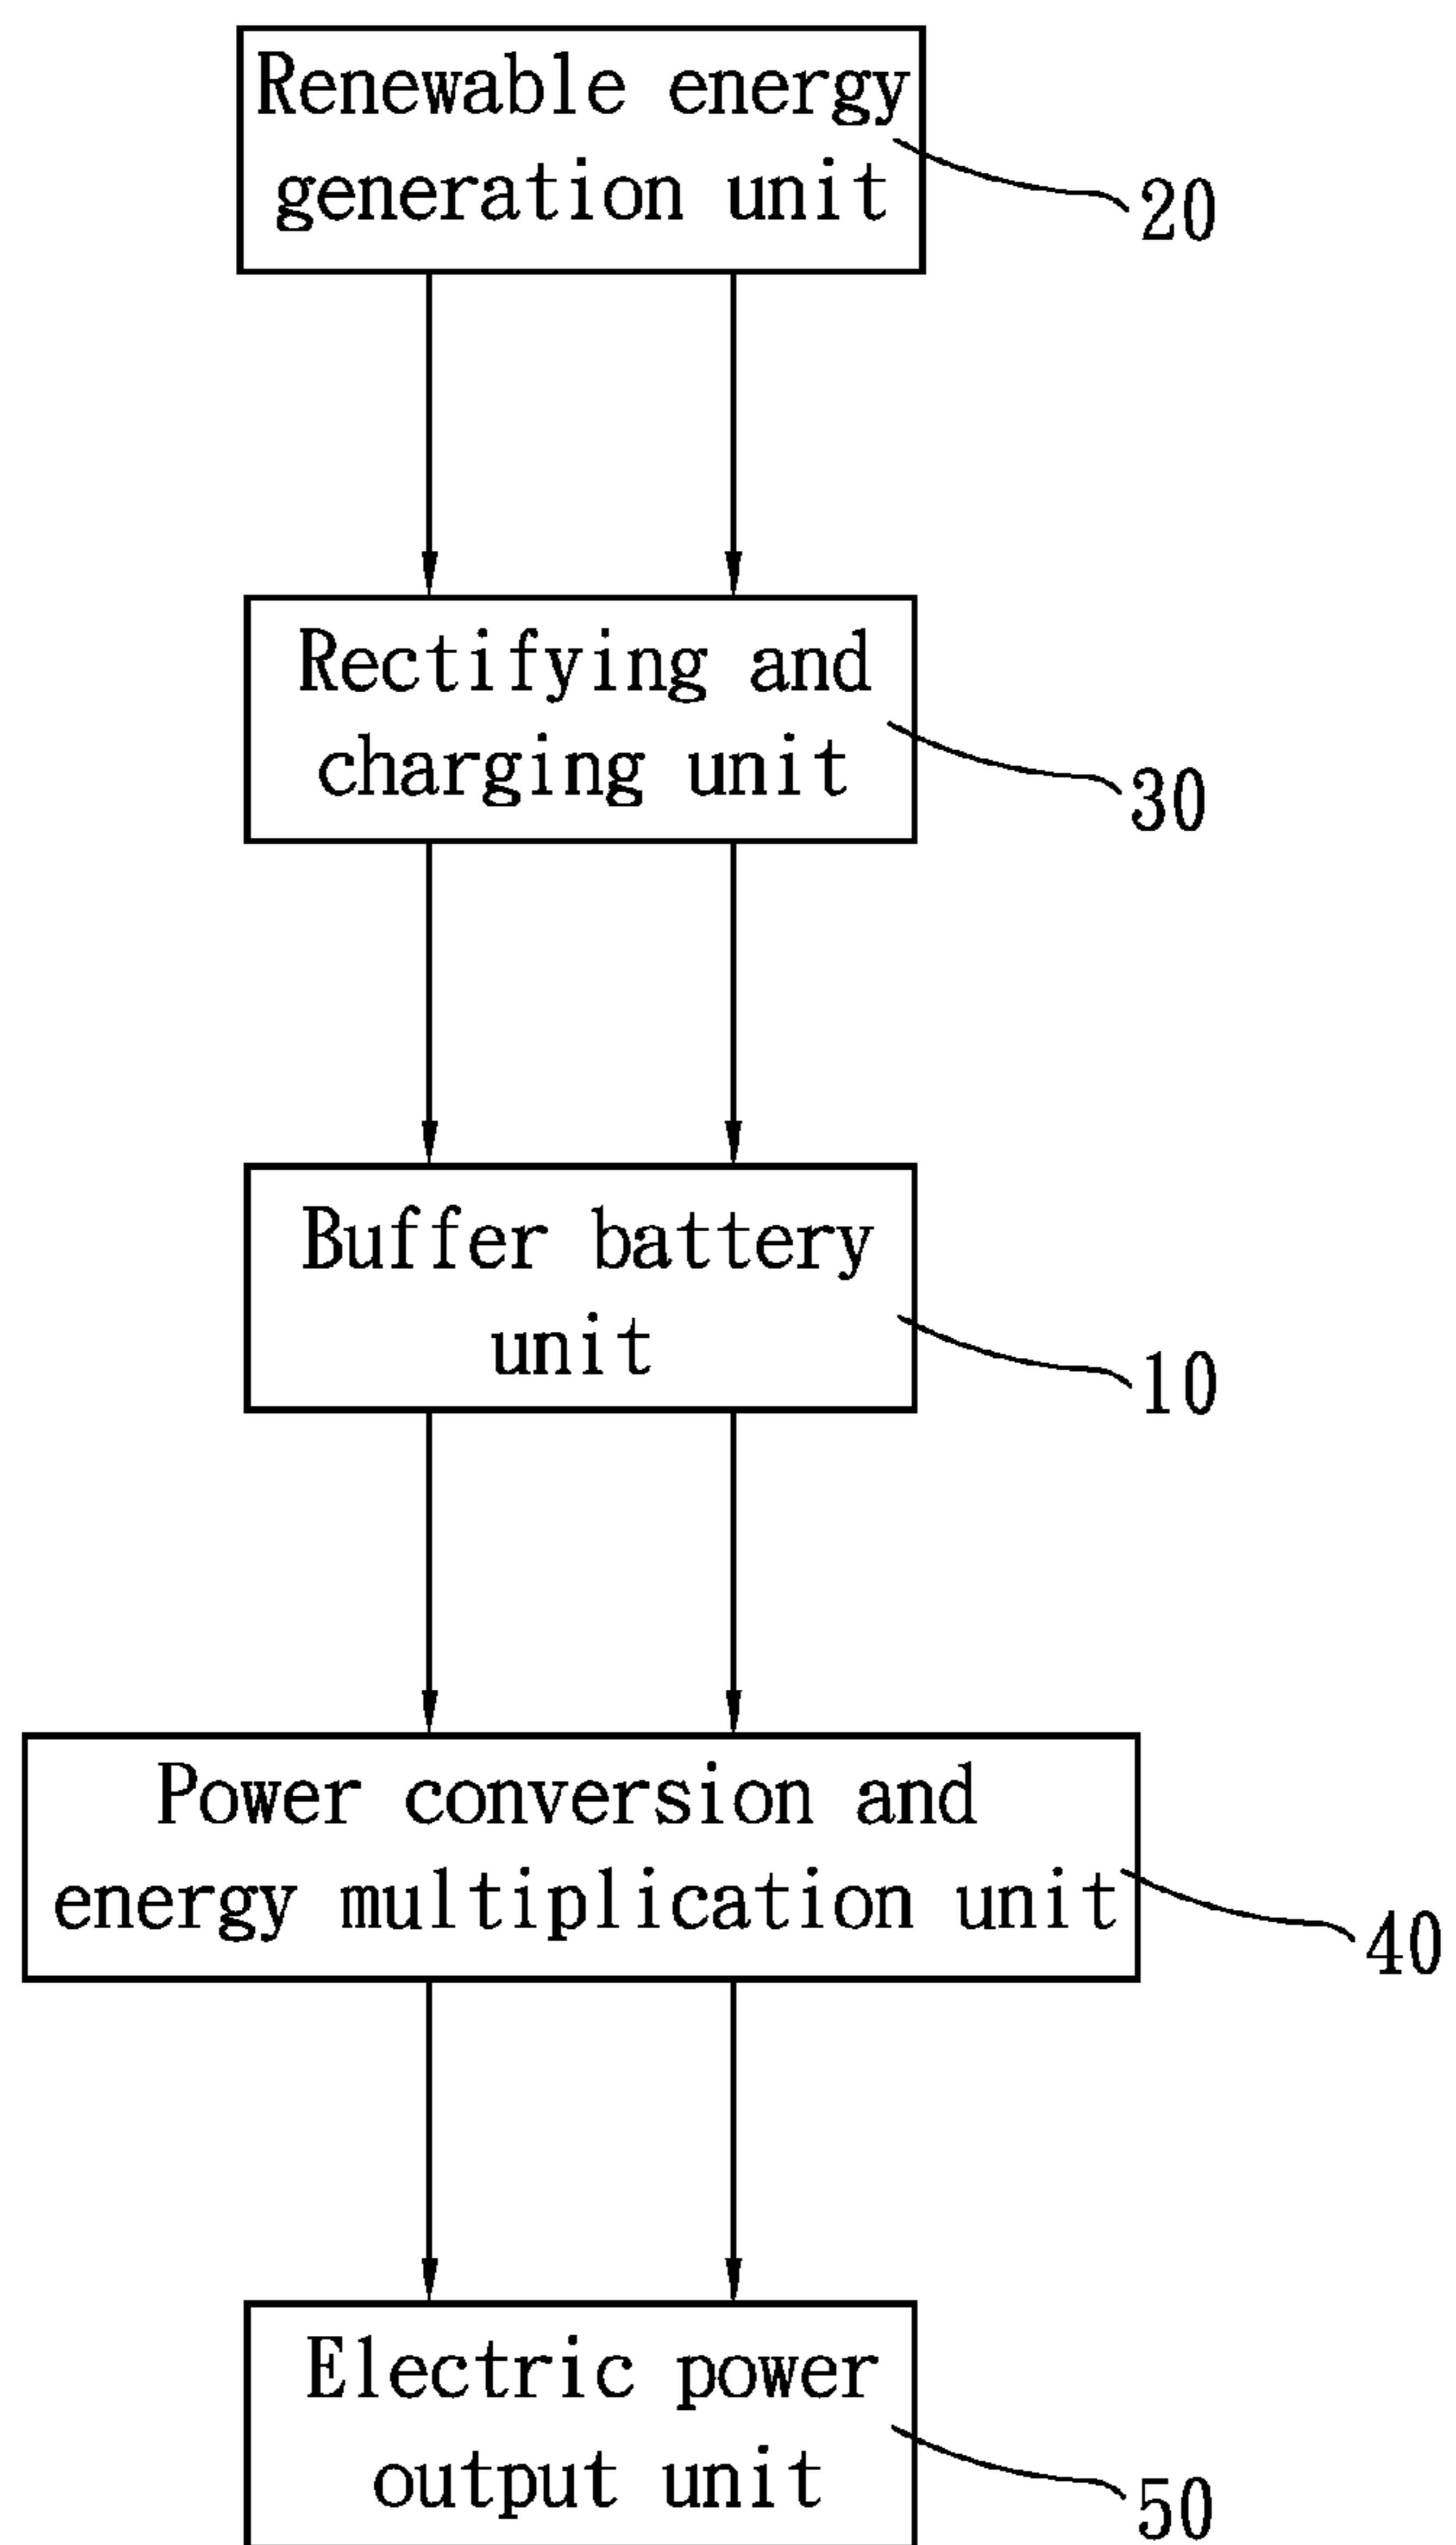 Renewable energy
generation unit
20
Rectifying and
charging unit
30
Buffer battery
unit
10
Power conversion and
energy multiplication unit
40
Electric power
output unit
50